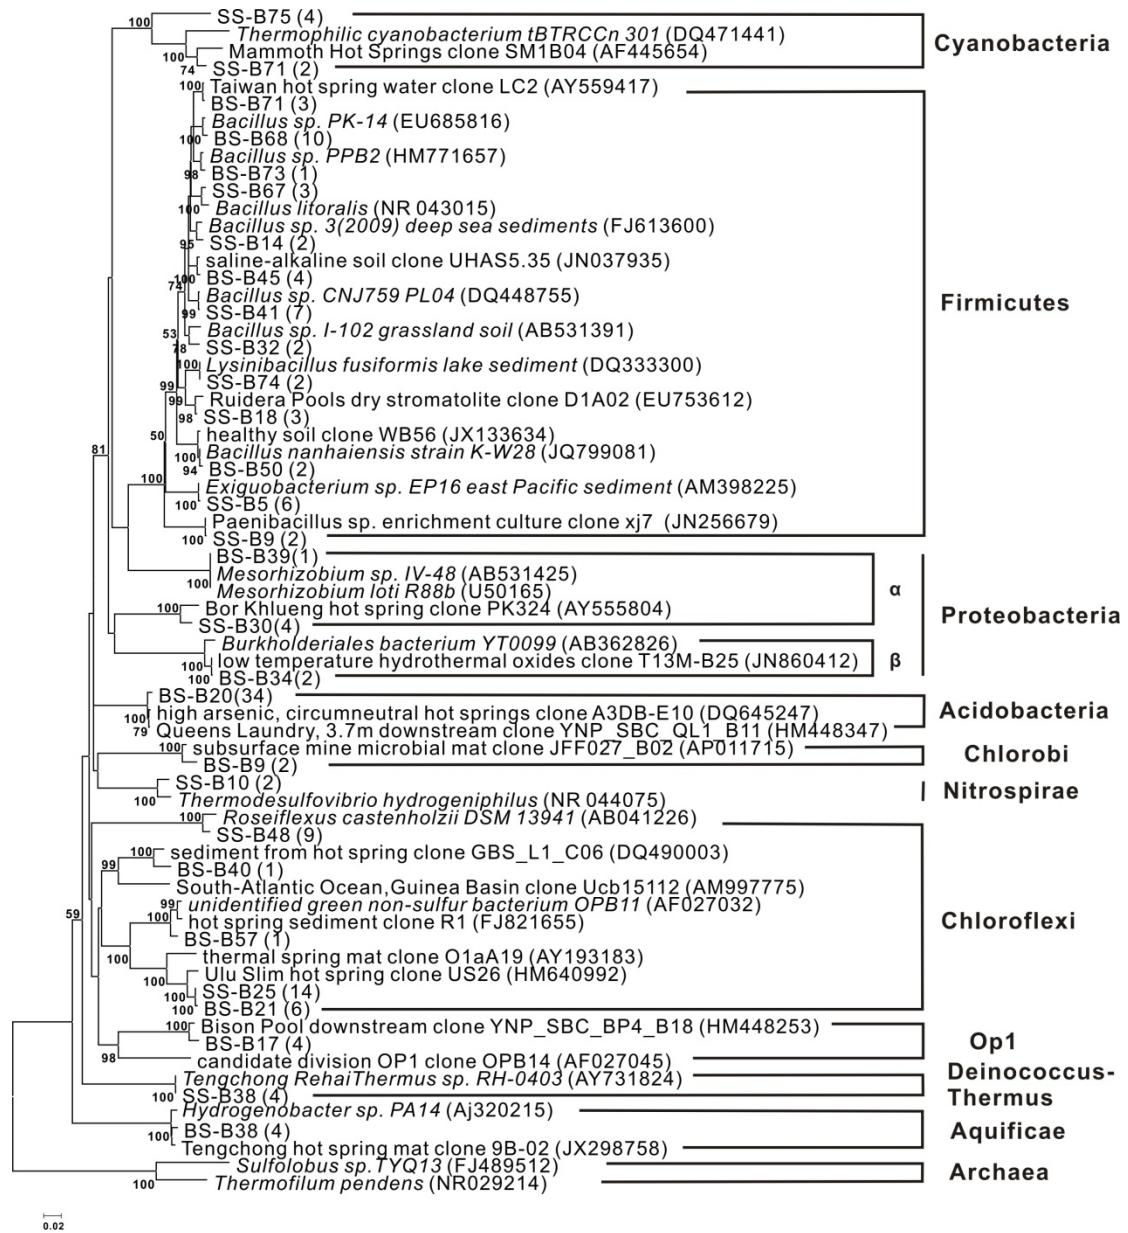 100
SS-B75 (4)
Thermophilic cyanobacterium tBTRCCn 301 (DQ471441)
Cyanobacteria
100
Mammoth Hot Springs clone SM1B04 (AF445654)
74
SS-B71 (2)
100
Taiwan hot spring water clone LC2 (AY559417)
BS-B71 (3)
Bacillus sp. PK-14 (EU685816)
100
BS-B68 (10)
Bacillus sp. PPB2 (HM771657)
98
BS-B73 (1)
SS-B67 (3)
100
Bacillus litoralis (NR 043015)
Bacillus sp. 3(2009) deep sea sediments (FJ613600)
95
SS-B14 (2)
saline-alkaline soil clone UHAS5.35 (JN037935)
100
BS-B45 (4)
74
Bacillus sp. CNJ759 PL04 (DQ448755)
Firmicutes
99
SS-B41 (7)
53
Bacillus sp. I-102 grassland soil (AB531391)
78
SS-B32 (2)
100
Lysinibacillus fusiformis lake sediment (DQ333300)
99
SS-B74 (2)
99
Ruidera Pools dry stromatolite clone D1A02 (EU753612)
98
SS-B18 (3)
50
healthy soil clone WB56 (JX133634)
81
100
Bacillus nanhaiensis strain K-W28 (JQ799081)
94
BS-B50 (2)
100
Exiguobacterium sp. EP16 east Pacific sediment (AM398225)
100
SS-B5 (6)
Paenibacillus sp. enrichment culture clone xj7 (JN256679)
100
SS-B9 (2)
BS-B39(1)
100
Mesorhizobium sp. IV-48 (AB531425)
α
Mesorhizobium loti R88b (U50165)
100
Bor Khlueng hot spring clone PK324 (AY555804)
Proteobacteria
SS-B30(4)
Burkholderiales bacterium YT0099 (AB362826)
100
low temperature hydrothermal oxides clone T13M-B25 (JN860412)
β
100
BS-B34(2)
BS-B20(34)
100
high arsenic, circumneutral hot springs clone A3DB-E10 (DQ645247)
Acidobacteria
79
Queens Laundry, 3.7m downstream clone YNP_SBC_QL1_B11 (HM448347)
100
subsurface mine microbial mat clone JFF027_B02 (AP011715)
Chlorobi
BS-B9 (2)
SS-B10 (2)
Nitrospirae
100
Thermodesulfovibrio hydrogeniphilus (NR 044075)
100
Roseiflexus castenholzii DSM 13941 (AB041226)
SS-B48 (9)
100
sediment from hot spring clone GBS_L1_C06 (DQ490003)
99
BS-B40 (1)
South-Atlantic Ocean,Guinea Basin clone Ucb15112 (AM997775)
99
unidentified green non-sulfur bacterium OPB11 (AF027032)
59
100
hot spring sediment clone R1 (FJ821655)
Chloroflexi
BS-B57 (1)
100
thermal spring mat clone O1aA19 (AY193183)
100
Ulu Slim hot spring clone US26 (HM640992)
100
SS-B25 (14)
100
BS-B21 (6)
100
Bison Pool downstream clone YNP_SBC_BP4_B18 (HM448253)
BS-B17 (4)
Op1
98
candidate division OP1 clone OPB14 (AF027045)
Tengchong RehaiThermus sp. RH-0403 (AY731824)
Deinococcus-
Thermus
100
SS-B38 (4)
Hydrogenobacter sp. PA14 (Aj320215)
100
BS-B38 (4)
Aquificae
Tengchong hot spring mat clone 9B-02 (JX298758)
Sulfolobus sp.TYQ13 (FJ489512)
Archaea
100
Thermofilum pendens (NR029214)
0.02